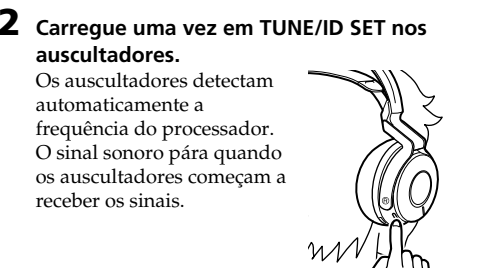 2 Carregue uma vez em TUNE/ID SET nos
auscultadores.
Os auscultadores detectam
automaticamente a
frequência do processador.
O sinal sonoro pára quando
os auscultadores começam a
receber os sinais.